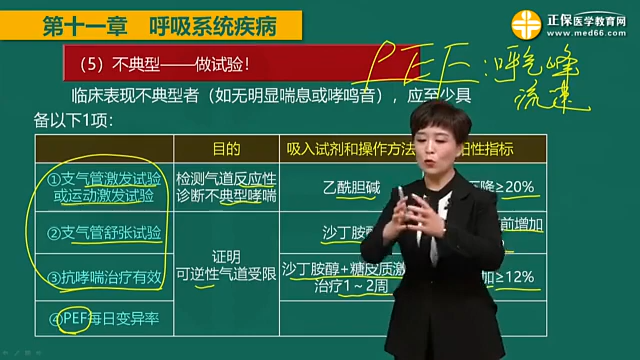 第十一章 呼吸系统疾病
正保医学教育网
www.med66.com
(5)不典型——做试验!
PEF:呼气峰
流速
临床表现不典型者(如无明显喘息或哮鸣音),应至少具
备以下1项:
目的
吸入试剂和操作方法
阳性指标
①支气管激发试验
或运动激发试验
检测气道反应性
诊断不典型哮喘
乙酰胆碱
下降≥20%
②支气管舒张试验
证明
可逆性气道受限
沙丁胺醇
前增加
③抗哮喘治疗有效
沙丁胺醇+糖皮质激
治疗1~2周
加≥12%
④PEF每日变异率